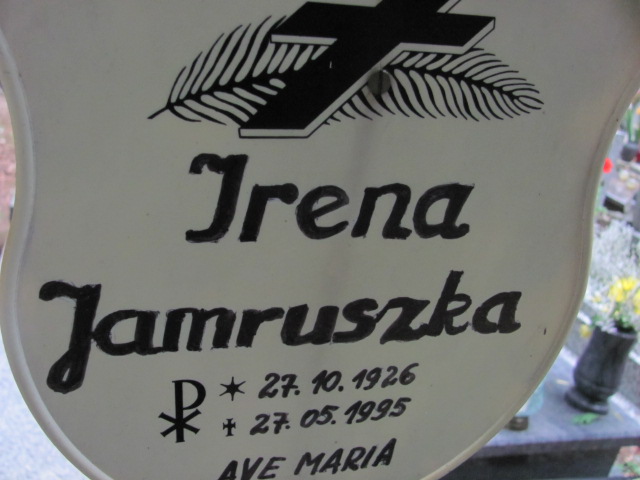 Irena
Jamruszka
☧ * 27. 10. 1926
✝ 27. 05. 1995
AVE MARIA